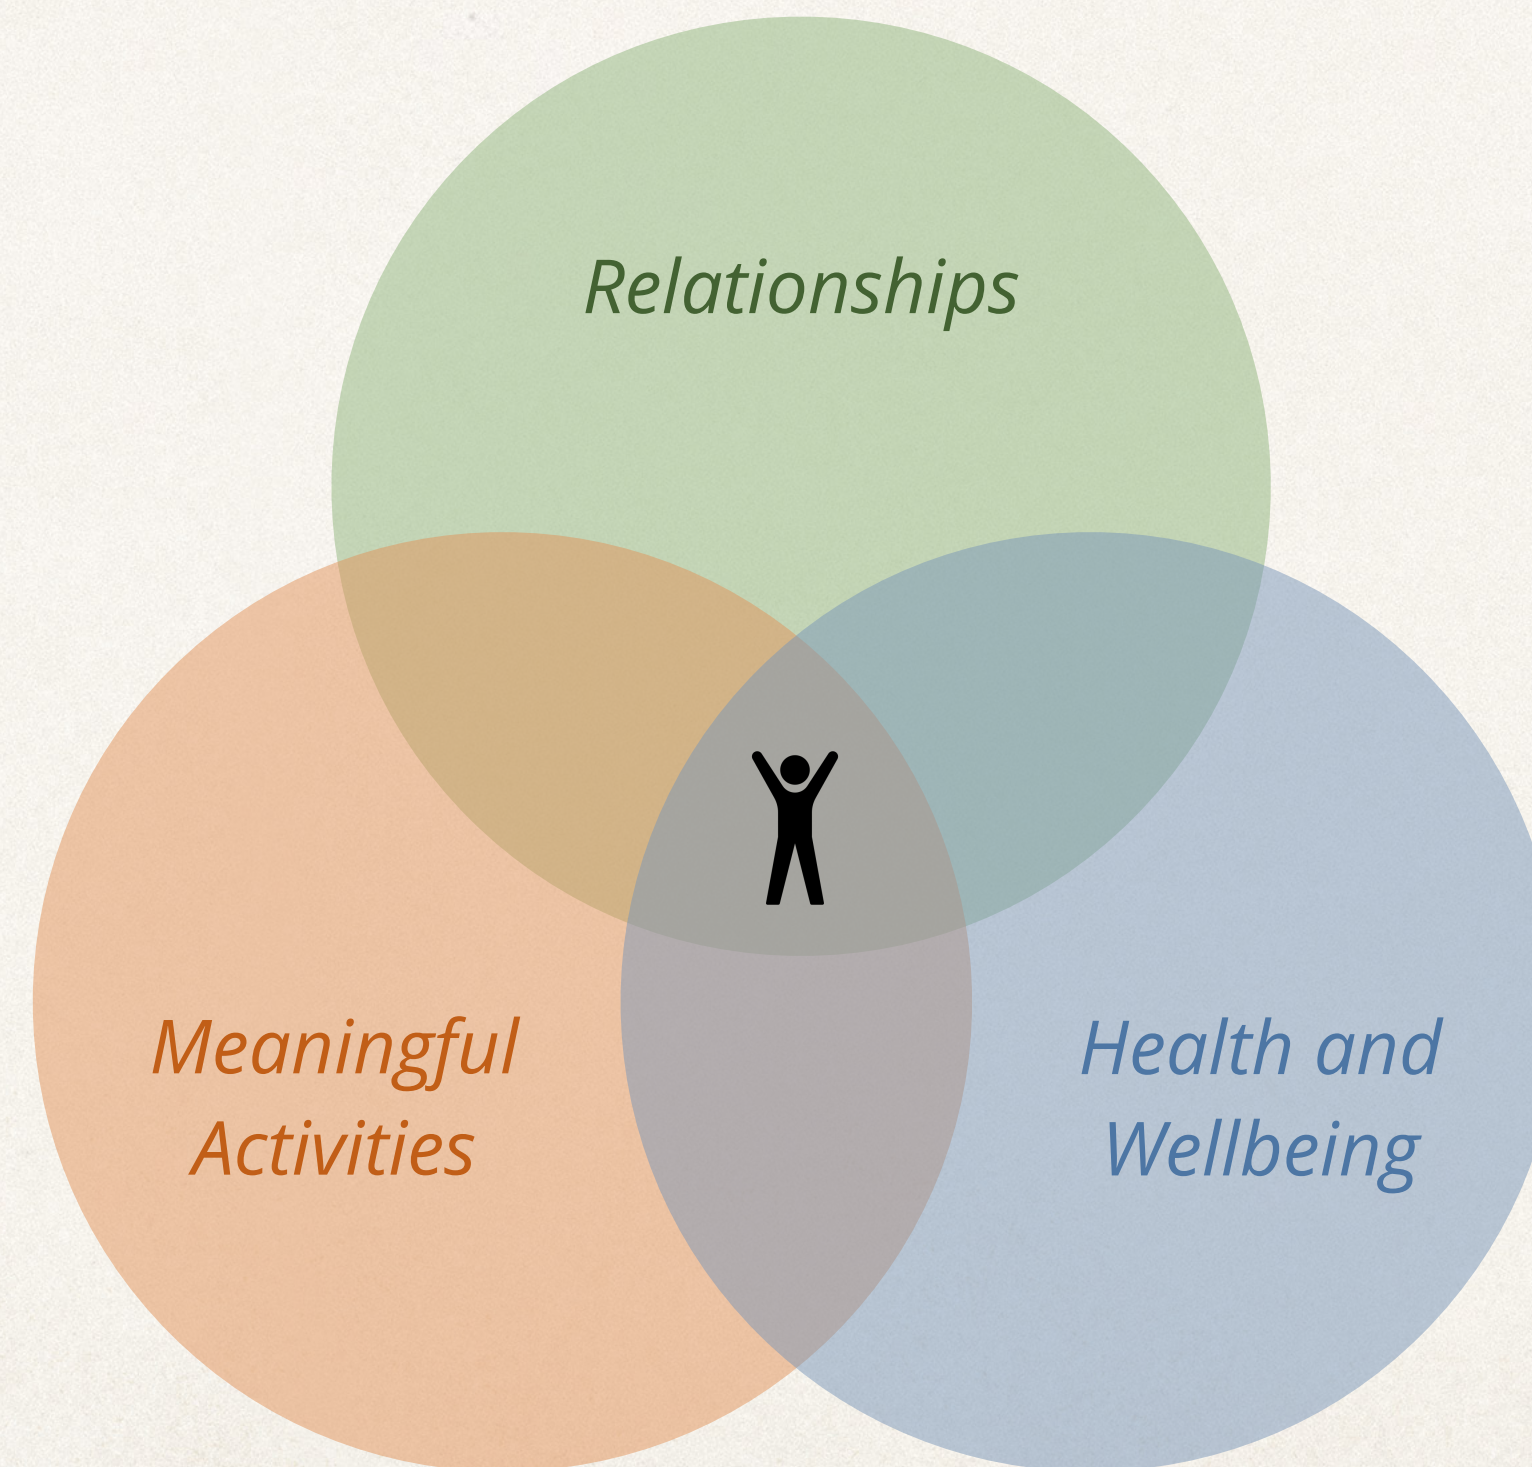 Relationships
Meaningful
Activities
Health and
Wellbeing